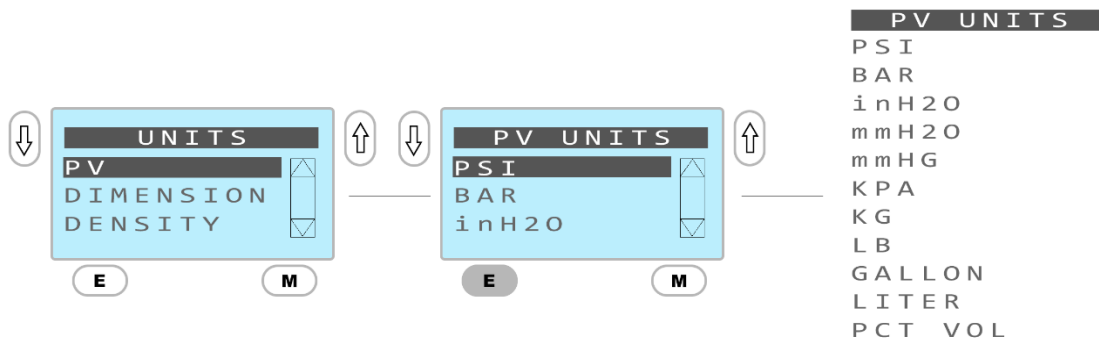 UNITS
PV
DIMENSION
DENSITY
E
M
PV UNITS
PSI
BAR
inH2O
E
M
PV UNITS
PSI
BAR
inH2O
mmH2O
mmHG
KPA
KG
LB
GALLON
LITER
PCT VOL